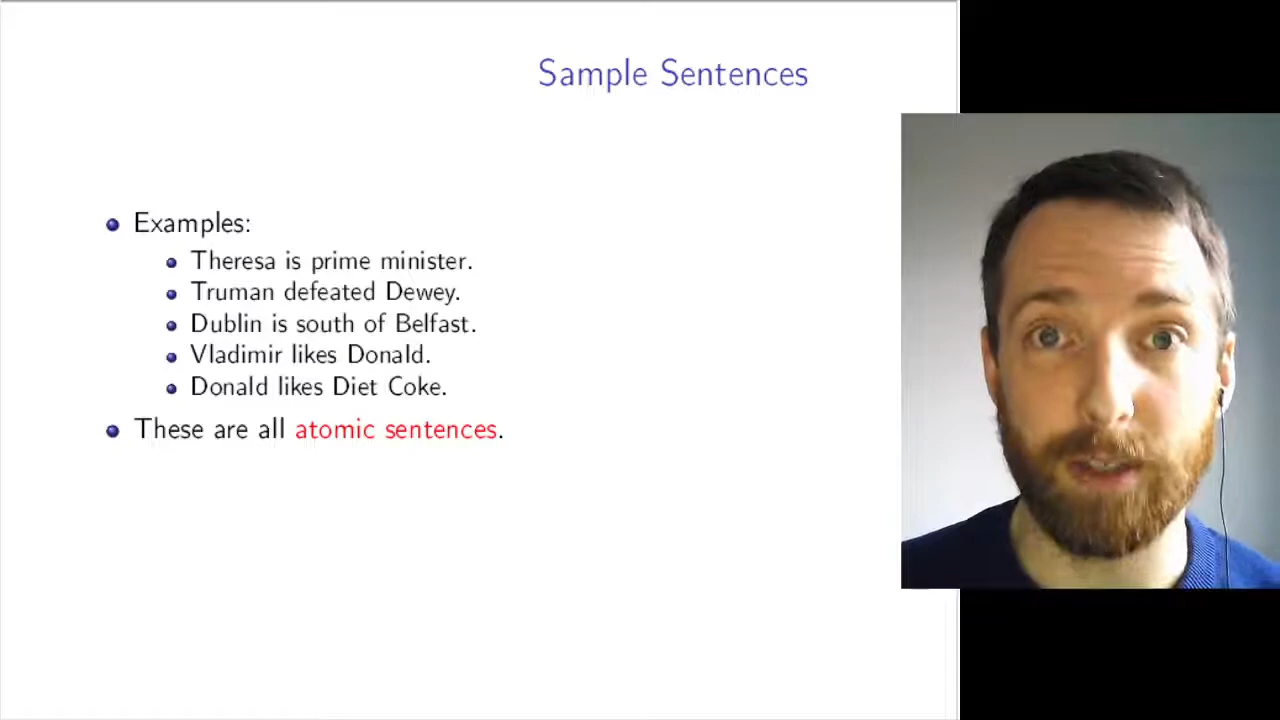 Sample Sentences
Examples:
Theresa is prime minister.
Truman defeated Dewey.
Dublin is south of Belfast.
Vladimir likes Donald.
Donald likes Diet Coke.
These are all atomic sentences.